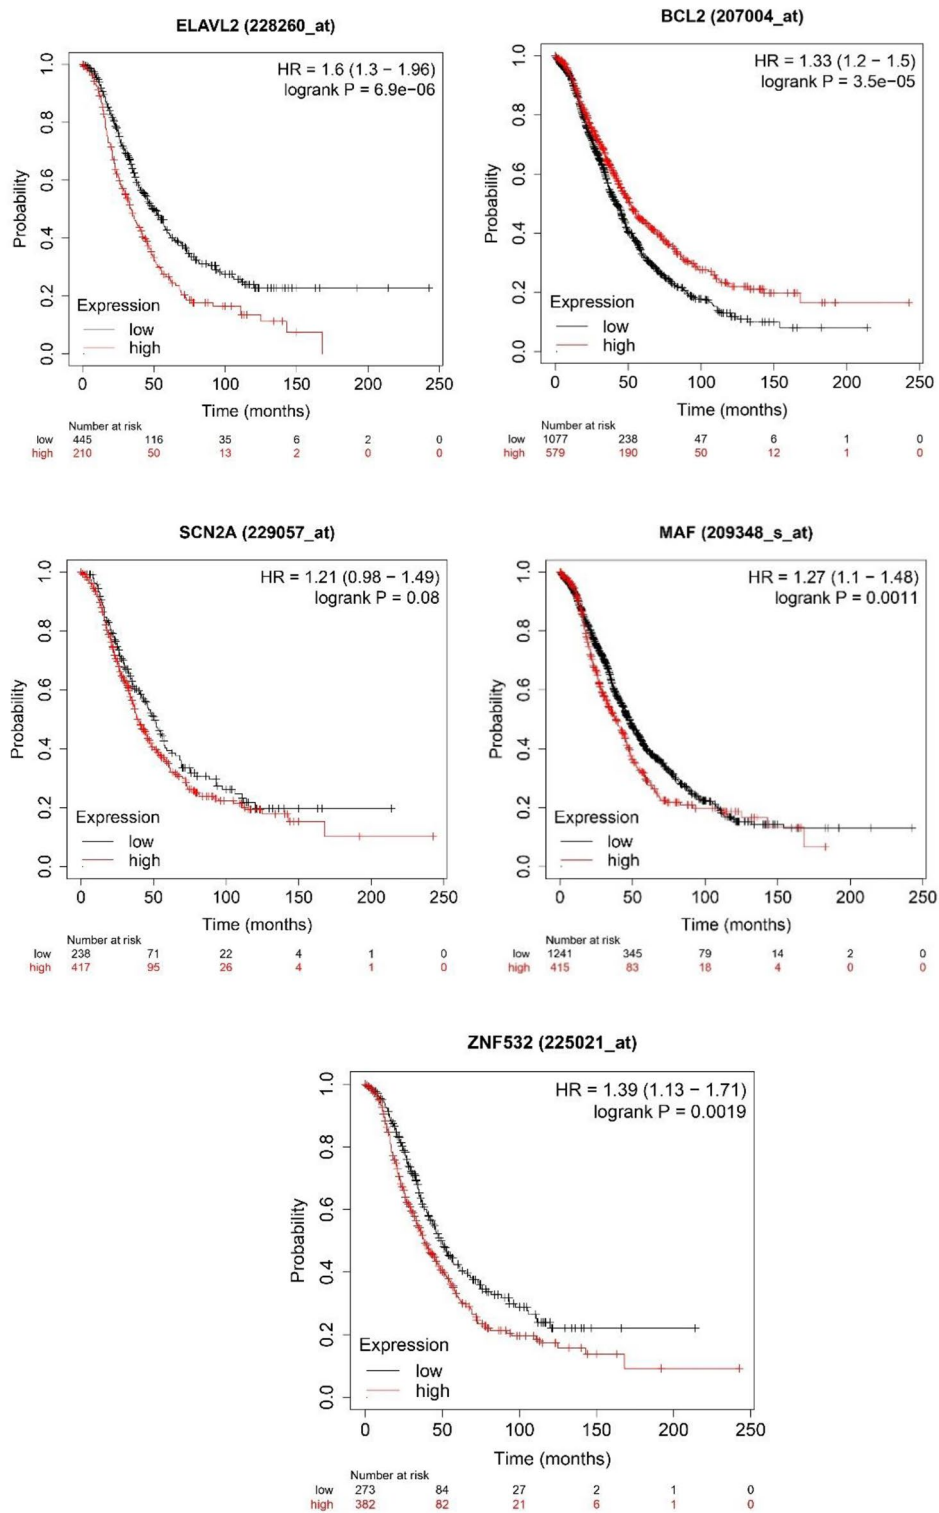 ELAVL2 (228260_at)
HR = 1.6 (1.3 − 1.96)
logrank P = 6.9e−06
Probability
0.0 0.2 0.4 0.6 0.8 1.0
Expression
low
high
0 50 100 150 200 250
Time (months)
Number at risk
low 445 116 35 6 2 0
high 210 50 13 2 0 0
BCL2 (207004_at)
HR = 1.33 (1.2 − 1.5)
logrank P = 3.5e−05
Probability
0.0 0.2 0.4 0.6 0.8 1.0
Expression
low
high
0 50 100 150 200 250
Time (months)
Number at risk
low 1077 238 47 6 1 0
high 579 190 50 12 1 0
SCN2A (229057_at)
HR = 1.21 (0.98 − 1.49)
logrank P = 0.08
Probability
0.0 0.2 0.4 0.6 0.8 1.0
Expression
low
high
0 50 100 150 200 250
Time (months)
Number at risk
low 238 71 22 4 1 0
high 417 95 26 4 1 0
MAF (209348_s_at)
HR = 1.27 (1.1 − 1.48)
logrank P = 0.0011
Probability
0.0 0.2 0.4 0.6 0.8 1.0
Expression
low
high
0 50 100 150 200 250
Time (months)
Number at risk
low 1241 345 79 14 2 0
high 415 83 18 4 0 0
ZNF532 (225021_at)
HR = 1.39 (1.13 − 1.71)
logrank P = 0.0019
Probability
0.0 0.2 0.4 0.6 0.8 1.0
Expression
low
high
0 50 100 150 200 250
Time (months)
Number at risk
low 273 84 27 2 1 0
high 382 82 21 6 1 0